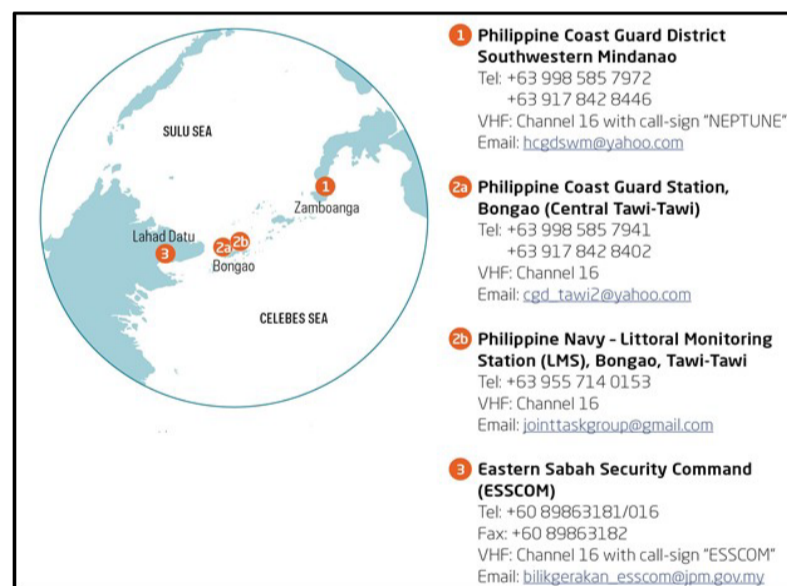 SULU SEA
1
Zamboanga
Lahad Datu
3
2a
2b
Bongao
CELEBES SEA
1 Philippine Coast Guard District
Southwestern Mindanao
Tel: +63 998 585 7972
+63 917 842 8446
VHF: Channel 16 with call-sign "NEPTUNE"
Email: hcgdswm@yahoo.com
2a Philippine Coast Guard Station,
Bongao (Central Tawi-Tawi)
Tel: +63 998 585 7941
+63 917 842 8402
VHF: Channel 16
Email: cgd_tawi2@yahoo.com
2b Philippine Navy – Littoral Monitoring
Station (LMS), Bongao, Tawi-Tawi
Tel: +63 955 714 0153
VHF: Channel 16
Email: jointtaskgroup@gmail.com
3 Eastern Sabah Security Command
(ESSCOM)
Tel: +60 89863181/016
Fax: +60 89863182
VHF: Channel 16 with call-sign "ESSCOM"
Email: bilikgerakan_esscom@jpm.gov.my